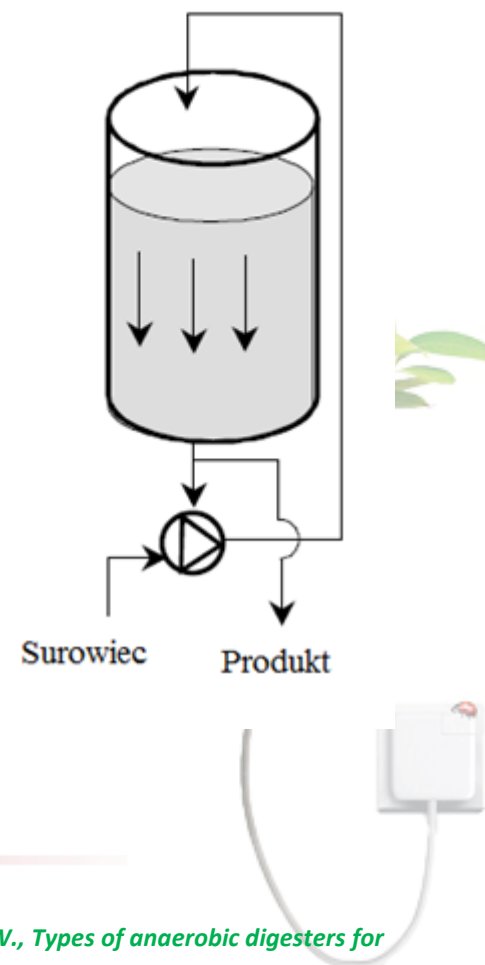 Surowiec
Produkt
V., Types of anaerobic digesters for